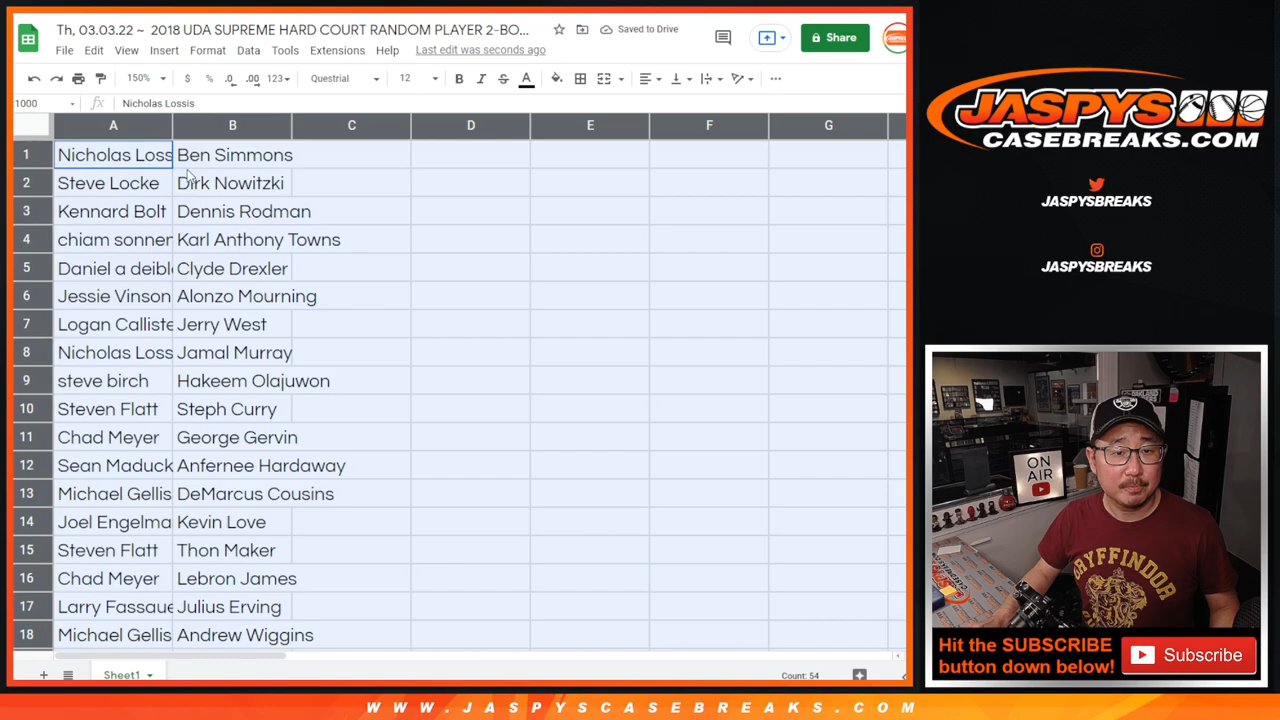 Th, 03.03.22 ~ 2018 UDA SUPREME HARD COURT RANDOM PLAYER 2-BO...
Saved to Drive
Share
File Edit View Insert Format Data Tools Extensions Help Last edit was seconds ago
150% $ % .0 .00 123 Questrial 12 B I S A
1000 fx Nicholas Lossis
A B C D E F G
1 Nicholas Loss Ben Simmons
2 Steve Locke Dirk Nowitzki
3 Kennard Bolt Dennis Rodman
4 chiam sonner Karl Anthony Towns
5 Daniel a deibl Clyde Drexler
6 Jessie Vinson Alonzo Mourning
7 Logan Calliste Jerry West
8 Nicholas Loss Jamal Murray
9 steve birch Hakeem Olajuwon
10 Steven Flatt Steph Curry
11 Chad Meyer George Gervin
12 Sean Maduck Anfernee Hardaway
13 Michael Gellis DeMarcus Cousins
14 Joel Engelma Kevin Love
15 Steven Flatt Thon Maker
16 Chad Meyer Lebron James
17 Larry Fassaue Julius Erving
18 Michael Gellis Andrew Wiggins
Sheet1
Count: 54
JASPYS
CASEBREAKS.COM
JASPYSBREAKS
JASPYSBREAKS
ON
AIR
OAKLAND
GRYFFINDOR
Hit the SUBSCRIBE
button down below!
Subscribe
WWW.JASPYSCASEBREAKS.COM